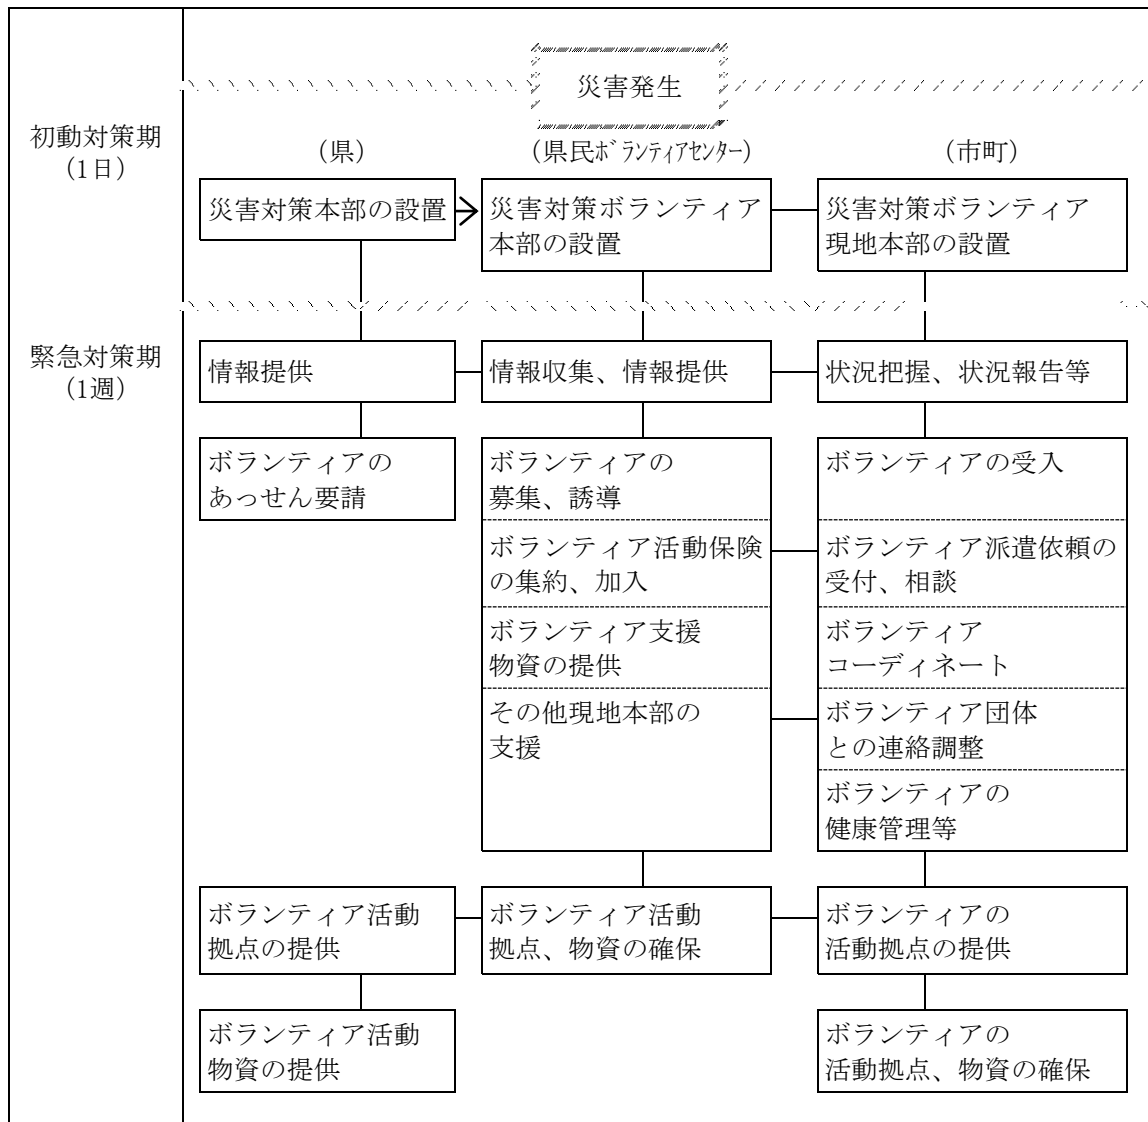 災害発生
初動対策期
(1日)
(県)
(県民ボランティアセンター)
(市町)
災害対策本部の設置
災害対策ボランティア
本部の設置
災害対策ボランティア
現地本部の設置
緊急対策期
(1週)
情報提供
情報収集、情報提供
状況把握、状況報告等
ボランティアの
あっせん要請
ボランティアの
募集、誘導
ボランティア活動保険
の集約、加入
ボランティア支援
物資の提供
その他現地本部の
支援
ボランティアの受入
ボランティア派遣依頼の
受付、相談
ボランティア
コーディネート
ボランティア団体
との連絡調整
ボランティアの
健康管理等
ボランティア活動
拠点の提供
ボランティア活動
拠点、物資の確保
ボランティアの
活動拠点の提供
ボランティア活動
物資の提供
ボランティアの
活動拠点、物資の確保